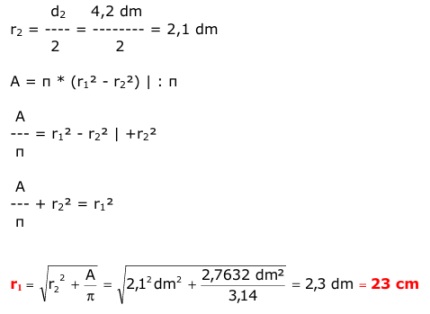 r₂ = d₂/2 = 4,2 dm/2 = 2,1 dm
A = п * (r₁² - r₂²) | : п
A/п = r₁² - r₂² | +r₂²
A/п + r₂² = r₁²
r₁ = √(r₂² + A/π) = √(2,1² dm² + 2,7632 dm²/3,14) = 2,3 dm = 23 cm